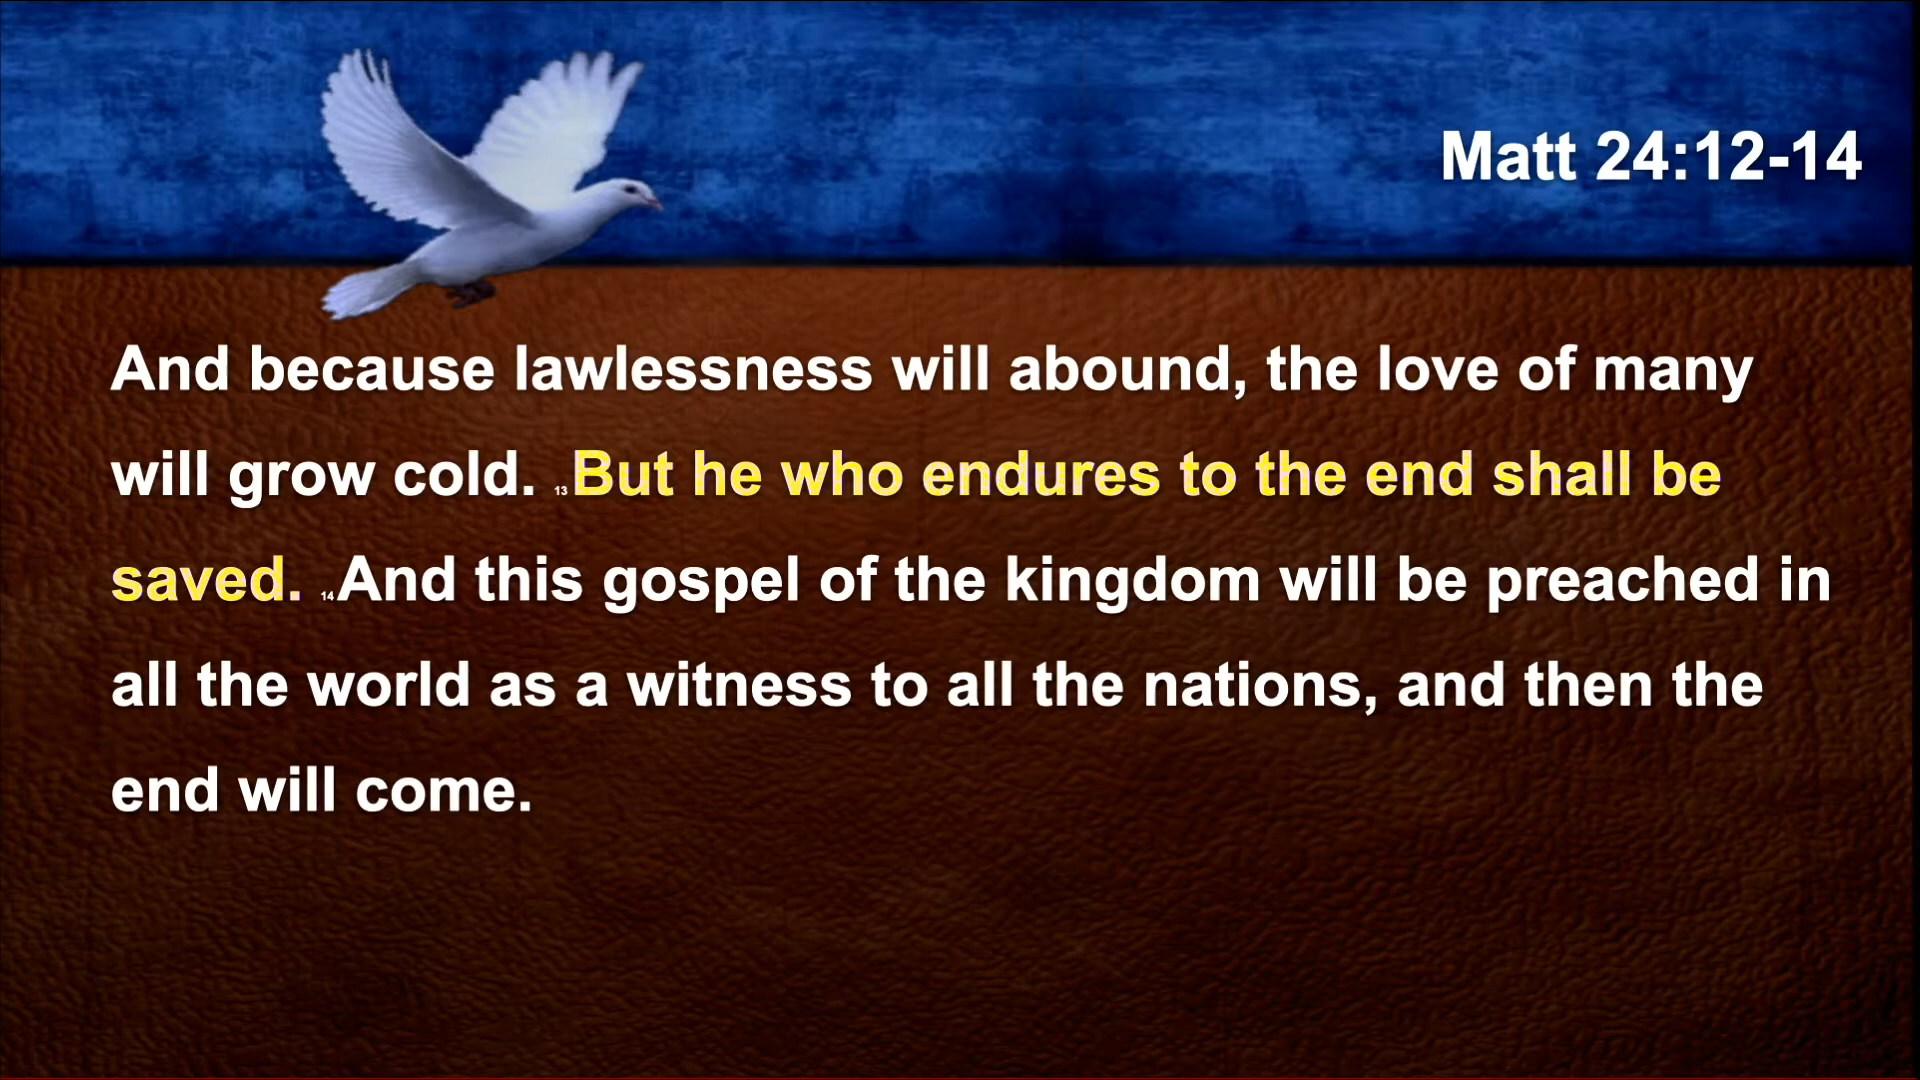 Matt 24:12-14
And because lawlessness will abound, the love of many
will grow cold. 13 But he who endures to the end shall be
saved. 14 And this gospel of the kingdom will be preached in
all the world as a witness to all the nations, and then the
end will come.